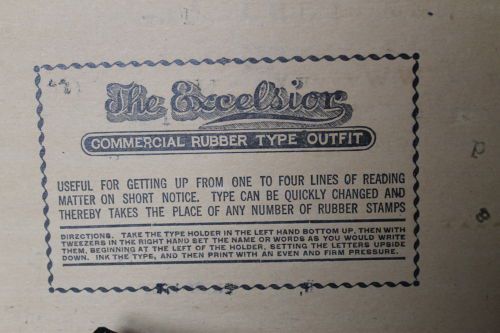 The Excelsior
COMMERCIAL RUBBER TYPE OUTFIT
USEFUL FOR GETTING UP FROM ONE TO FOUR LINES OF READING
MATTER ON SHORT NOTICE. TYPE CAN BE QUICKLY CHANGED AND
THEREBY TAKES THE PLACE OF ANY NUMBER OF RUBBER STAMPS
DIRECTIONS. TAKE THE TYPE HOLDER IN THE LEFT HAND BOTTOM UP, THEN WITH
TWEEZERS IN THE RIGHT HAND SET THE NAME OR WORDS AS YOU WOULD WRITE
THEM, BEGINNING AT THE LEFT OF THE HOLDER, SETTING THE LETTERS UPSIDE
DOWN. INK THE TYPE, AND THEN PRINT WITH AN EVEN AND FIRM PRESSURE.